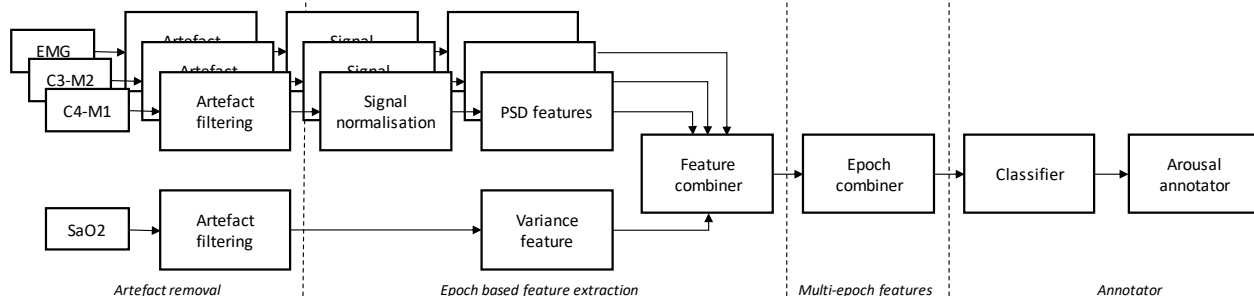 EMG
Artefact
Signal
C3-M2
Artefact
Signal
C4-M1
Artefact
filtering
Signal
normalisation
PSD features
Feature
combiner
Epoch
combiner
Classifier
Arousal
annotator
SaO2
Artefact
filtering
Variance
feature
Artefact removal
Epoch based feature extraction
Multi-epoch features
Annotator